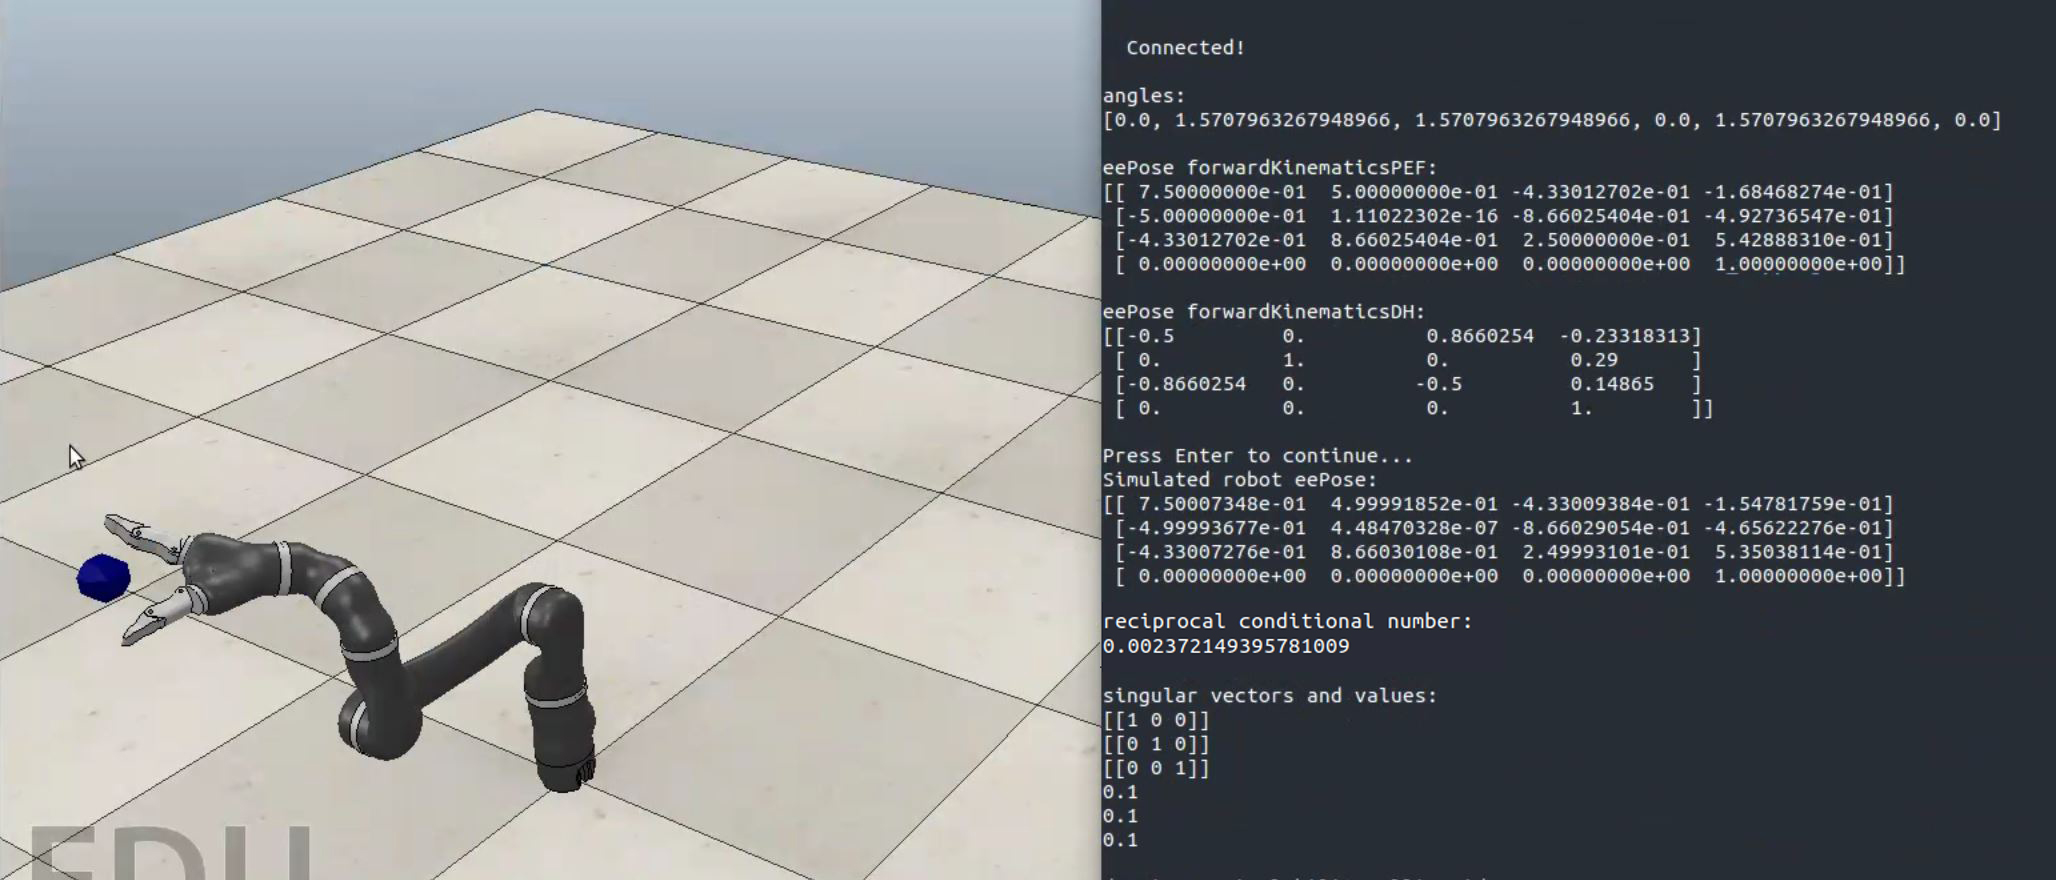 Connected!
angles:
[0.0, 1.5707963267948966, 1.5707963267948966, 0.0, 1.5707963267948966, 0.0]
eePose forwardKinematicsPEF:
[[ 7.50000000e-01  5.00000000e-01 -4.33012702e-01 -1.68468274e-01]
 [-5.00000000e-01  1.11022302e-16 -8.66025404e-01 -4.92736547e-01]
 [-4.33012702e-01  8.66025404e-01  2.50000000e-01  5.42888310e-01]
 [ 0.00000000e+00  0.00000000e+00  0.00000000e+00  1.00000000e+00]]
eePose forwardKinematicsDH:
[[-0.5         0.          0.8660254  -0.23318313]
 [ 0.          1.          0.          0.29      ]
 [-0.8660254   0.         -0.5         0.14865   ]
 [ 0.          0.          0.          1.        ]]
Press Enter to continue...
Simulated robot eePose:
[[ 7.50007348e-01  4.99991852e-01 -4.33009384e-01 -1.54781759e-01]
 [-4.99993677e-01  4.48470328e-07 -8.66029054e-01 -4.65622276e-01]
 [-4.33007276e-01  8.66030108e-01  2.49993101e-01  5.35038114e-01]
 [ 0.00000000e+00  0.00000000e+00  0.00000000e+00  1.00000000e+00]]
reciprocal conditional number:
0.002372149395781009
singular vectors and values:
[[1 0 0]]
[[0 1 0]]
[[0 0 1]]
0.1
0.1
0.1
EDU